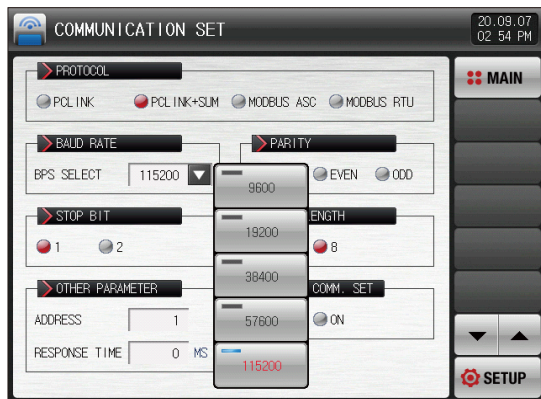 COMMUNICATION SET
20.09.07
02 54 PM
PROTOCOL
PCLINK
PCLINK+SUM
MODBUS ASC
MODBUS RTU
MAIN
BAUD RATE
BPS SELECT
115200
PARITY
EVEN
ODD
9600
19200
38400
57600
115200
STOP BIT
1
2
LENGTH
8
OTHER PARAMETER
ADDRESS
1
RESPONSE TIME
0
MS
COMM. SET
ON
SETUP